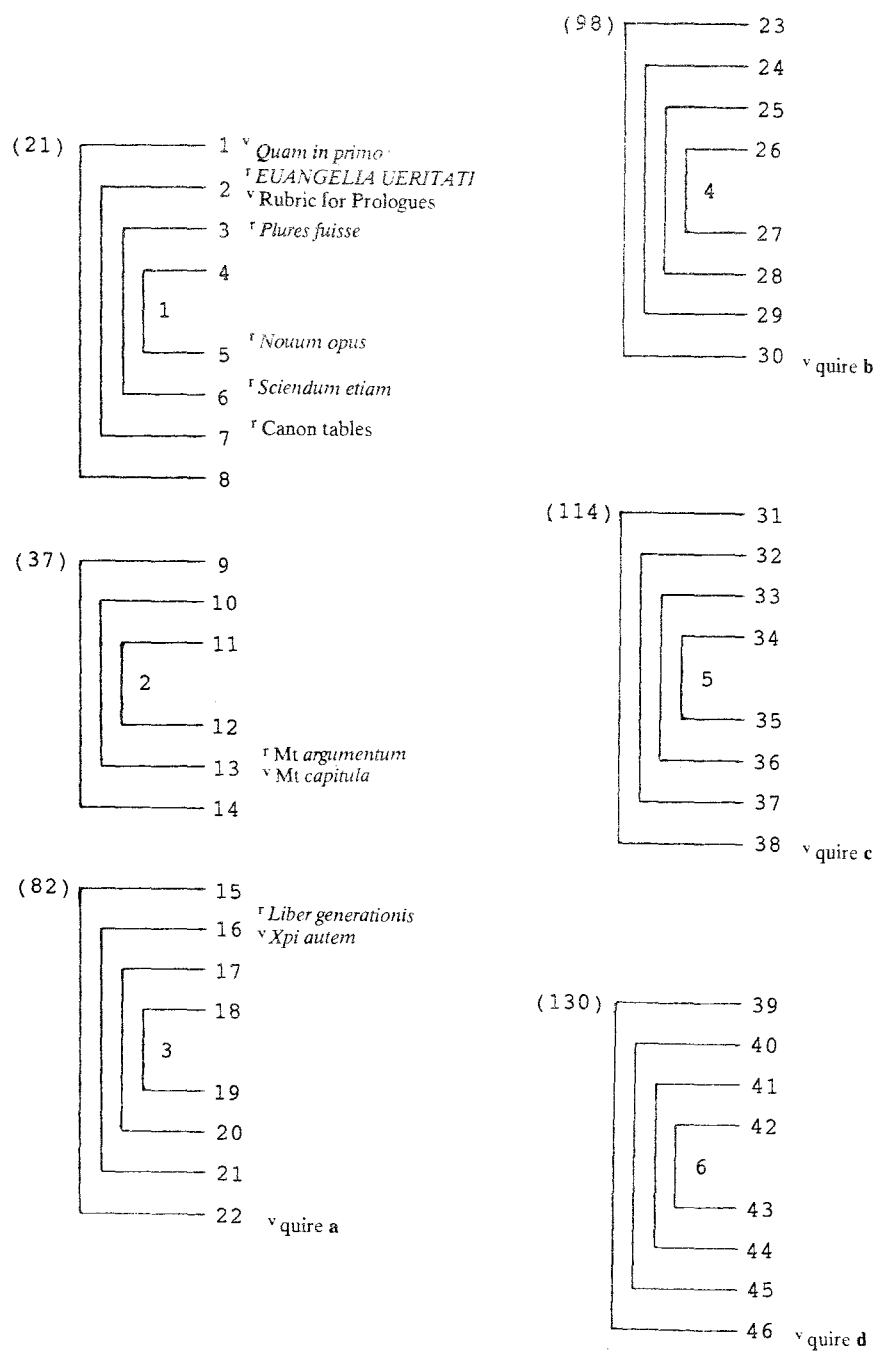 (21) 1 v Quam in primo
r EUANGELIA UERITATI
2 v Rubric for Prologues
3 r Plures fuisse
4
1
5 r Nouum opus
6 r Sciendum etiam
7 r Canon tables
8
(37) 9
10
11
2
12
r Mt argumentum
13 v Mt capitula
14
(82) 15
r Liber generationis
16 v Xpi autem
17
18
3
19
20
21
22 v quire a
(98) 23
24
25
26
4
27
28
29
30 v quire b
(114) 31
32
33
34
5
35
36
37
38 v quire c
(130) 39
40
41
42
6
43
44
45
46 v quire d